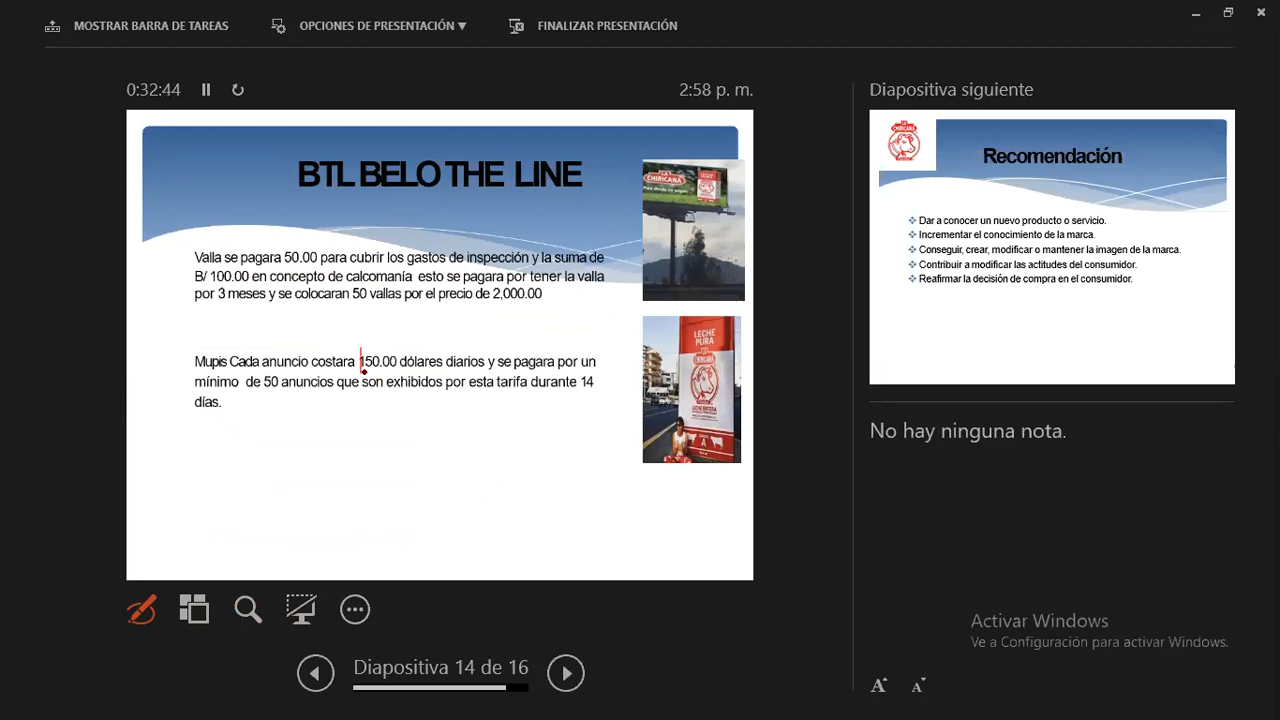 MOSTRAR BARRA DE TAREAS
OPCIONES DE PRESENTACIÓN ▼
FINALIZAR PRESENTACIÓN
0:32:44
2:58 p. m.
BTL BELO THE LINE
LA CHIRICANA
Valla se pagara 50.00 para cubrir los gastos de inspección y la suma de
B/ 100.00 en concepto de calcomanía esto se pagara por tener la valla
por 3 meses y se colocaran 50 vallas por el precio de 2,000.00
Mupis Cada anuncio costara 150.00 dólares diarios y se pagara por un
mínimo de 50 anuncios que son exhibidos por esta tarifa durante 14
días.
LECHE
PURA
LECHE ENTERA
GRADO
A
Diapositiva 14 de 16
Diapositiva siguiente
LA
CHIRICANA
Recomendación
❖ Dar a conocer un nuevo producto o servicio.
❖ Incrementar el conocimiento de la marca.
❖ Conseguir, crear, modificar o mantener la imagen de la marca.
❖ Contribuir a modificar las actitudes del consumidor.
❖ Reafirmar la decisión de compra en el consumidor.
No hay ninguna nota.
Activar Windows
Ve a Configuración para activar Windows.
A A